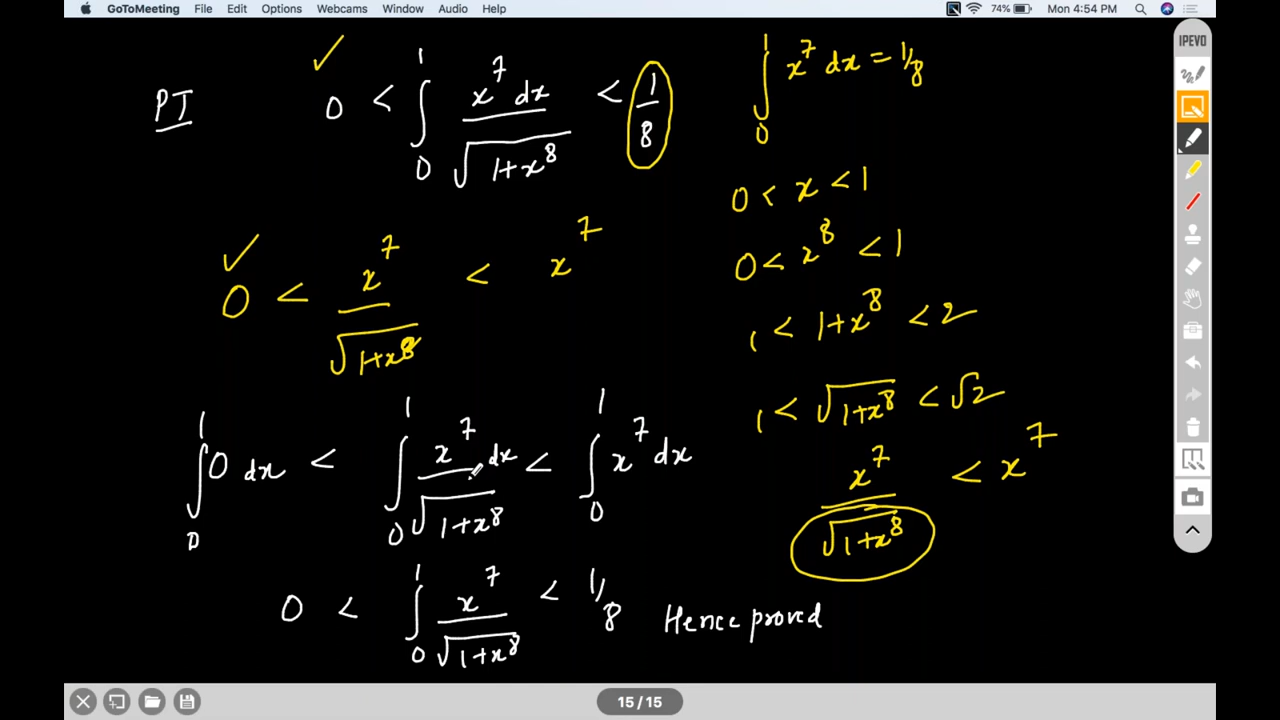 GoToMeeting File Edit Options Webcams Window Audio Help 74% Mon 4:54 PM
IPEVO
PT 0 < ∫₀¹ x⁷ dx / √(1+x⁸) < 1/8
∫₀¹ x⁷ dx = 1/8
0 < x < 1
0 < x⁸ < 1
1 < 1+x⁸ < 2
1 < √(1+x⁸) < √2
x⁷ / √(1+x⁸) < x⁷
0 < x⁷ / √(1+x⁸) < x⁷
∫₀¹ 0 dx < ∫₀¹ x⁷ / √(1+x⁸) dx < ∫₀¹ x⁷ dx
0 < ∫₀¹ x⁷ / √(1+x⁸) < 1/8 Hence proved
15 / 15